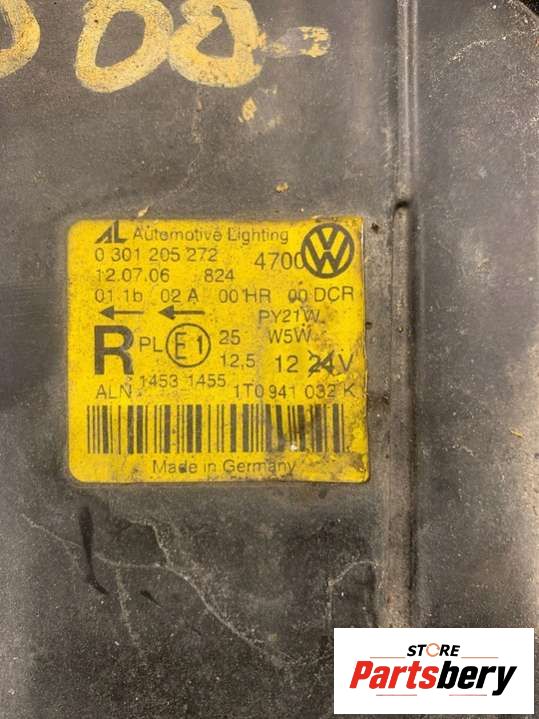 AL Automotive Lighting
0 301 205 272 4700
12.07.06 824
01 1b 02 A 00 HR 00 DCR
PY21W
R PL E1 25 W5W
12,5 12 24V
ALN 1453 1455 1T0 941 032 K
Made in Germany
STORE
Partsbery